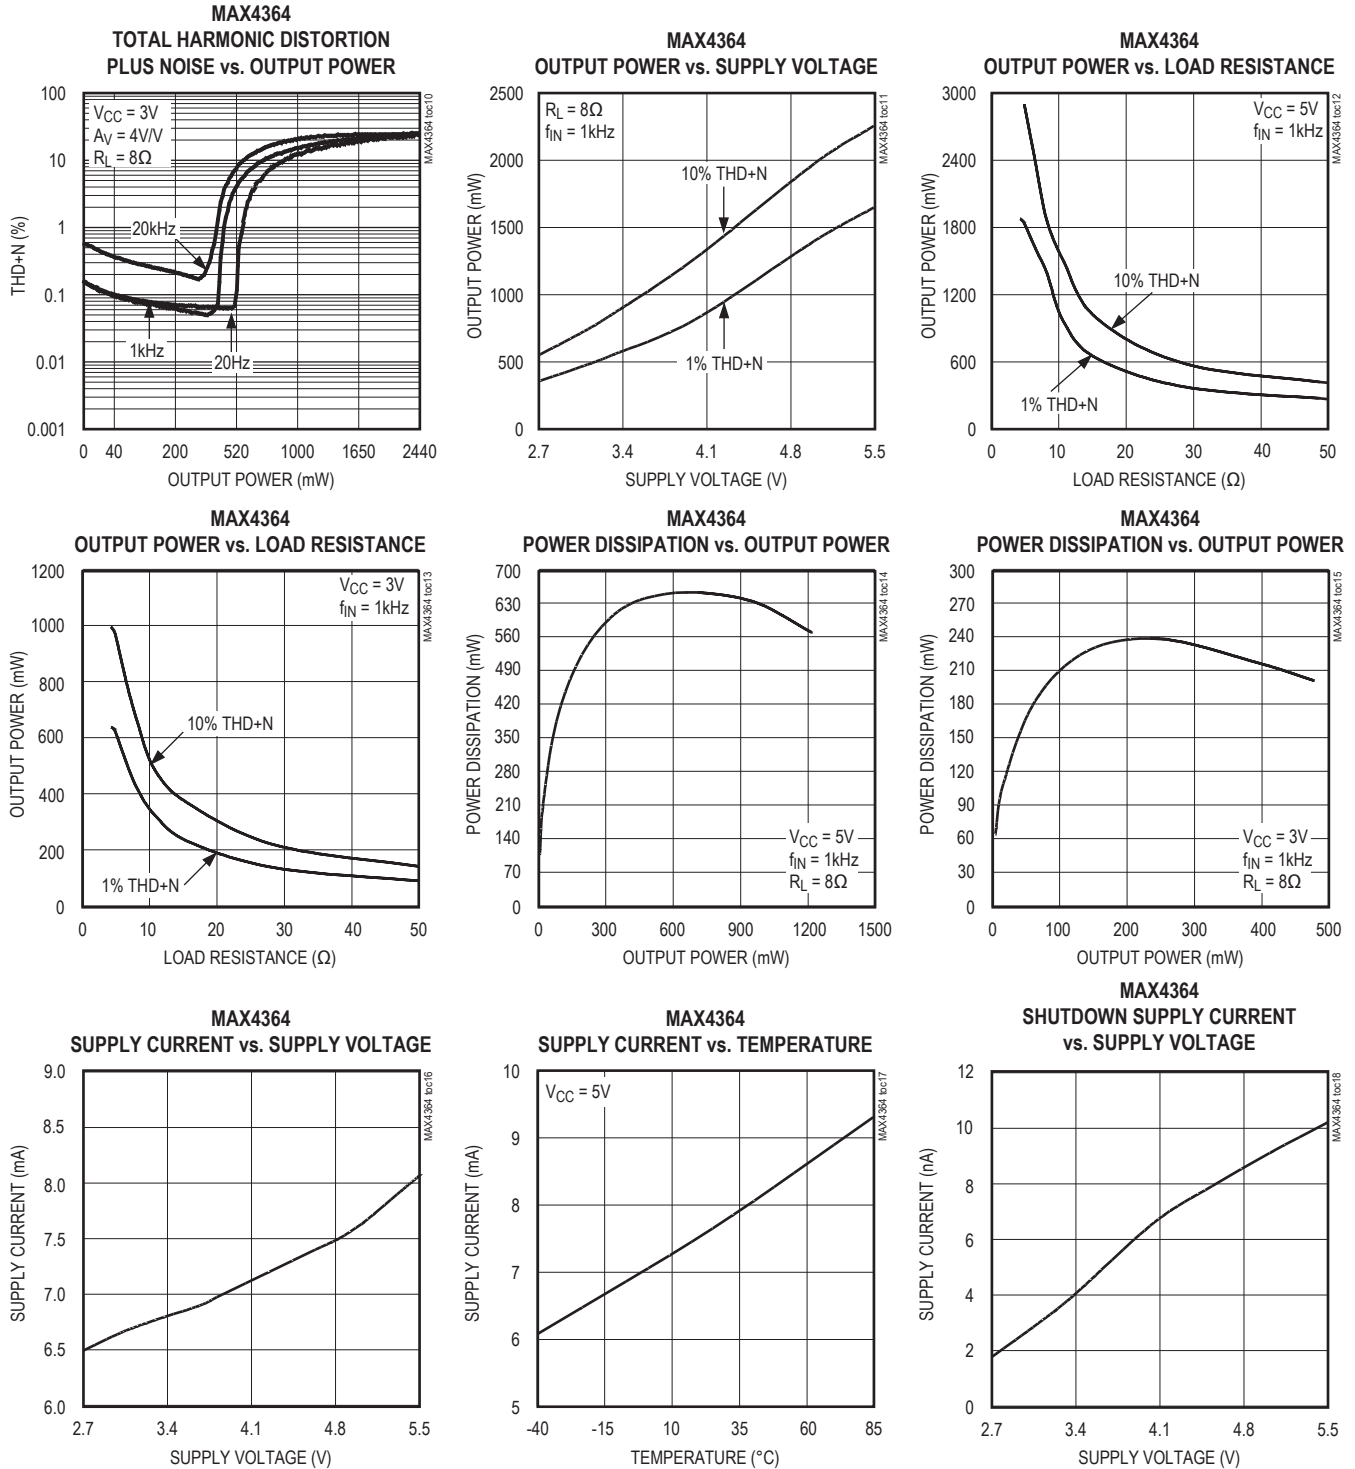 MAX4364
TOTAL HARMONIC DISTORTION
PLUS NOISE vs. OUTPUT POWER
100
10
1
0.1
0.01
0.001
THD+N (%)
VCC = 3V
AV = 4V/V
RL = 8Ω
20kHz
1kHz
20Hz
0 40 200 520 1000 1650 2440
OUTPUT POWER (mW)
MAX4364 toc10
MAX4364
OUTPUT POWER vs. SUPPLY VOLTAGE
2500
2000
1500
1000
500
0
OUTPUT POWER (mW)
RL = 8Ω
fIN = 1kHz
10% THD+N
1% THD+N
2.7 3.4 4.1 4.8 5.5
SUPPLY VOLTAGE (V)
MAX4364 toc11
MAX4364
OUTPUT POWER vs. LOAD RESISTANCE
3000
2400
1800
1200
600
0
OUTPUT POWER (mW)
VCC = 5V
fIN = 1kHz
10% THD+N
1% THD+N
0 10 20 30 40 50
LOAD RESISTANCE (Ω)
MAX4364 toc12
MAX4364
OUTPUT POWER vs. LOAD RESISTANCE
1200
1000
800
600
400
200
0
OUTPUT POWER (mW)
VCC = 3V
fIN = 1kHz
10% THD+N
1% THD+N
0 10 20 30 40 50
LOAD RESISTANCE (Ω)
MAX4364 toc13
MAX4364
POWER DISSIPATION vs. OUTPUT POWER
700
630
560
490
420
350
280
210
140
70
0
POWER DISSIPATION (mW)
VCC = 5V
fIN = 1kHz
RL = 8Ω
0 300 600 900 1200 1500
OUTPUT POWER (mW)
MAX4364 toc14
MAX4364
POWER DISSIPATION vs. OUTPUT POWER
300
270
240
210
180
150
120
90
60
30
0
POWER DISSIPATION (mW)
VCC = 3V
fIN = 1kHz
RL = 8Ω
0 100 200 300 400 500
OUTPUT POWER (mW)
MAX4364 toc15
MAX4364
SUPPLY CURRENT vs. SUPPLY VOLTAGE
9.0
8.5
8.0
7.5
7.0
6.5
6.0
SUPPLY CURRENT (mA)
2.7 3.4 4.1 4.8 5.5
SUPPLY VOLTAGE (V)
MAX4364 toc16
MAX4364
SUPPLY CURRENT vs. TEMPERATURE
10
9
8
7
6
5
SUPPLY CURRENT (mA)
VCC = 5V
-40 -15 10 35 60 85
TEMPERATURE (°C)
MAX4364 toc17
MAX4364
SHUTDOWN SUPPLY CURRENT
vs. SUPPLY VOLTAGE
12
10
8
6
4
2
0
SUPPLY CURRENT (nA)
2.7 3.4 4.1 4.8 5.5
SUPPLY VOLTAGE (V)
MAX4364 toc18